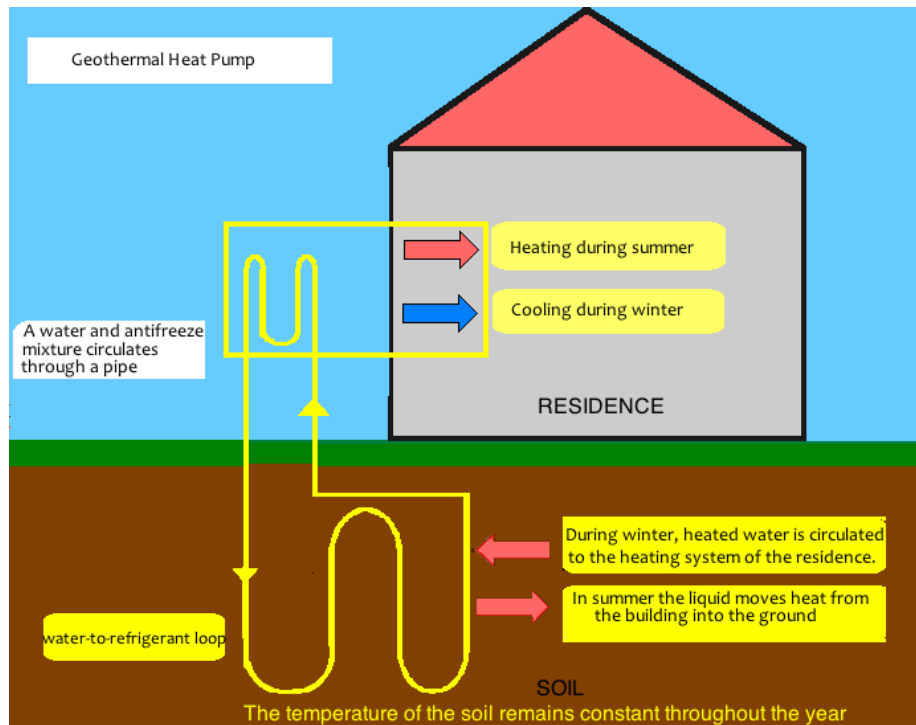 Geothermal Heat Pump
Heating during summer
Cooling during winter
A water and antifreeze
mixture circulates
through a pipe
RESIDENCE
During winter, heated water is circulated
to the heating system of the residence.
In summer the liquid moves heat from
the building into the ground
water-to-refrigerant loop
SOIL
The temperature of the soil remains constant throughout the year